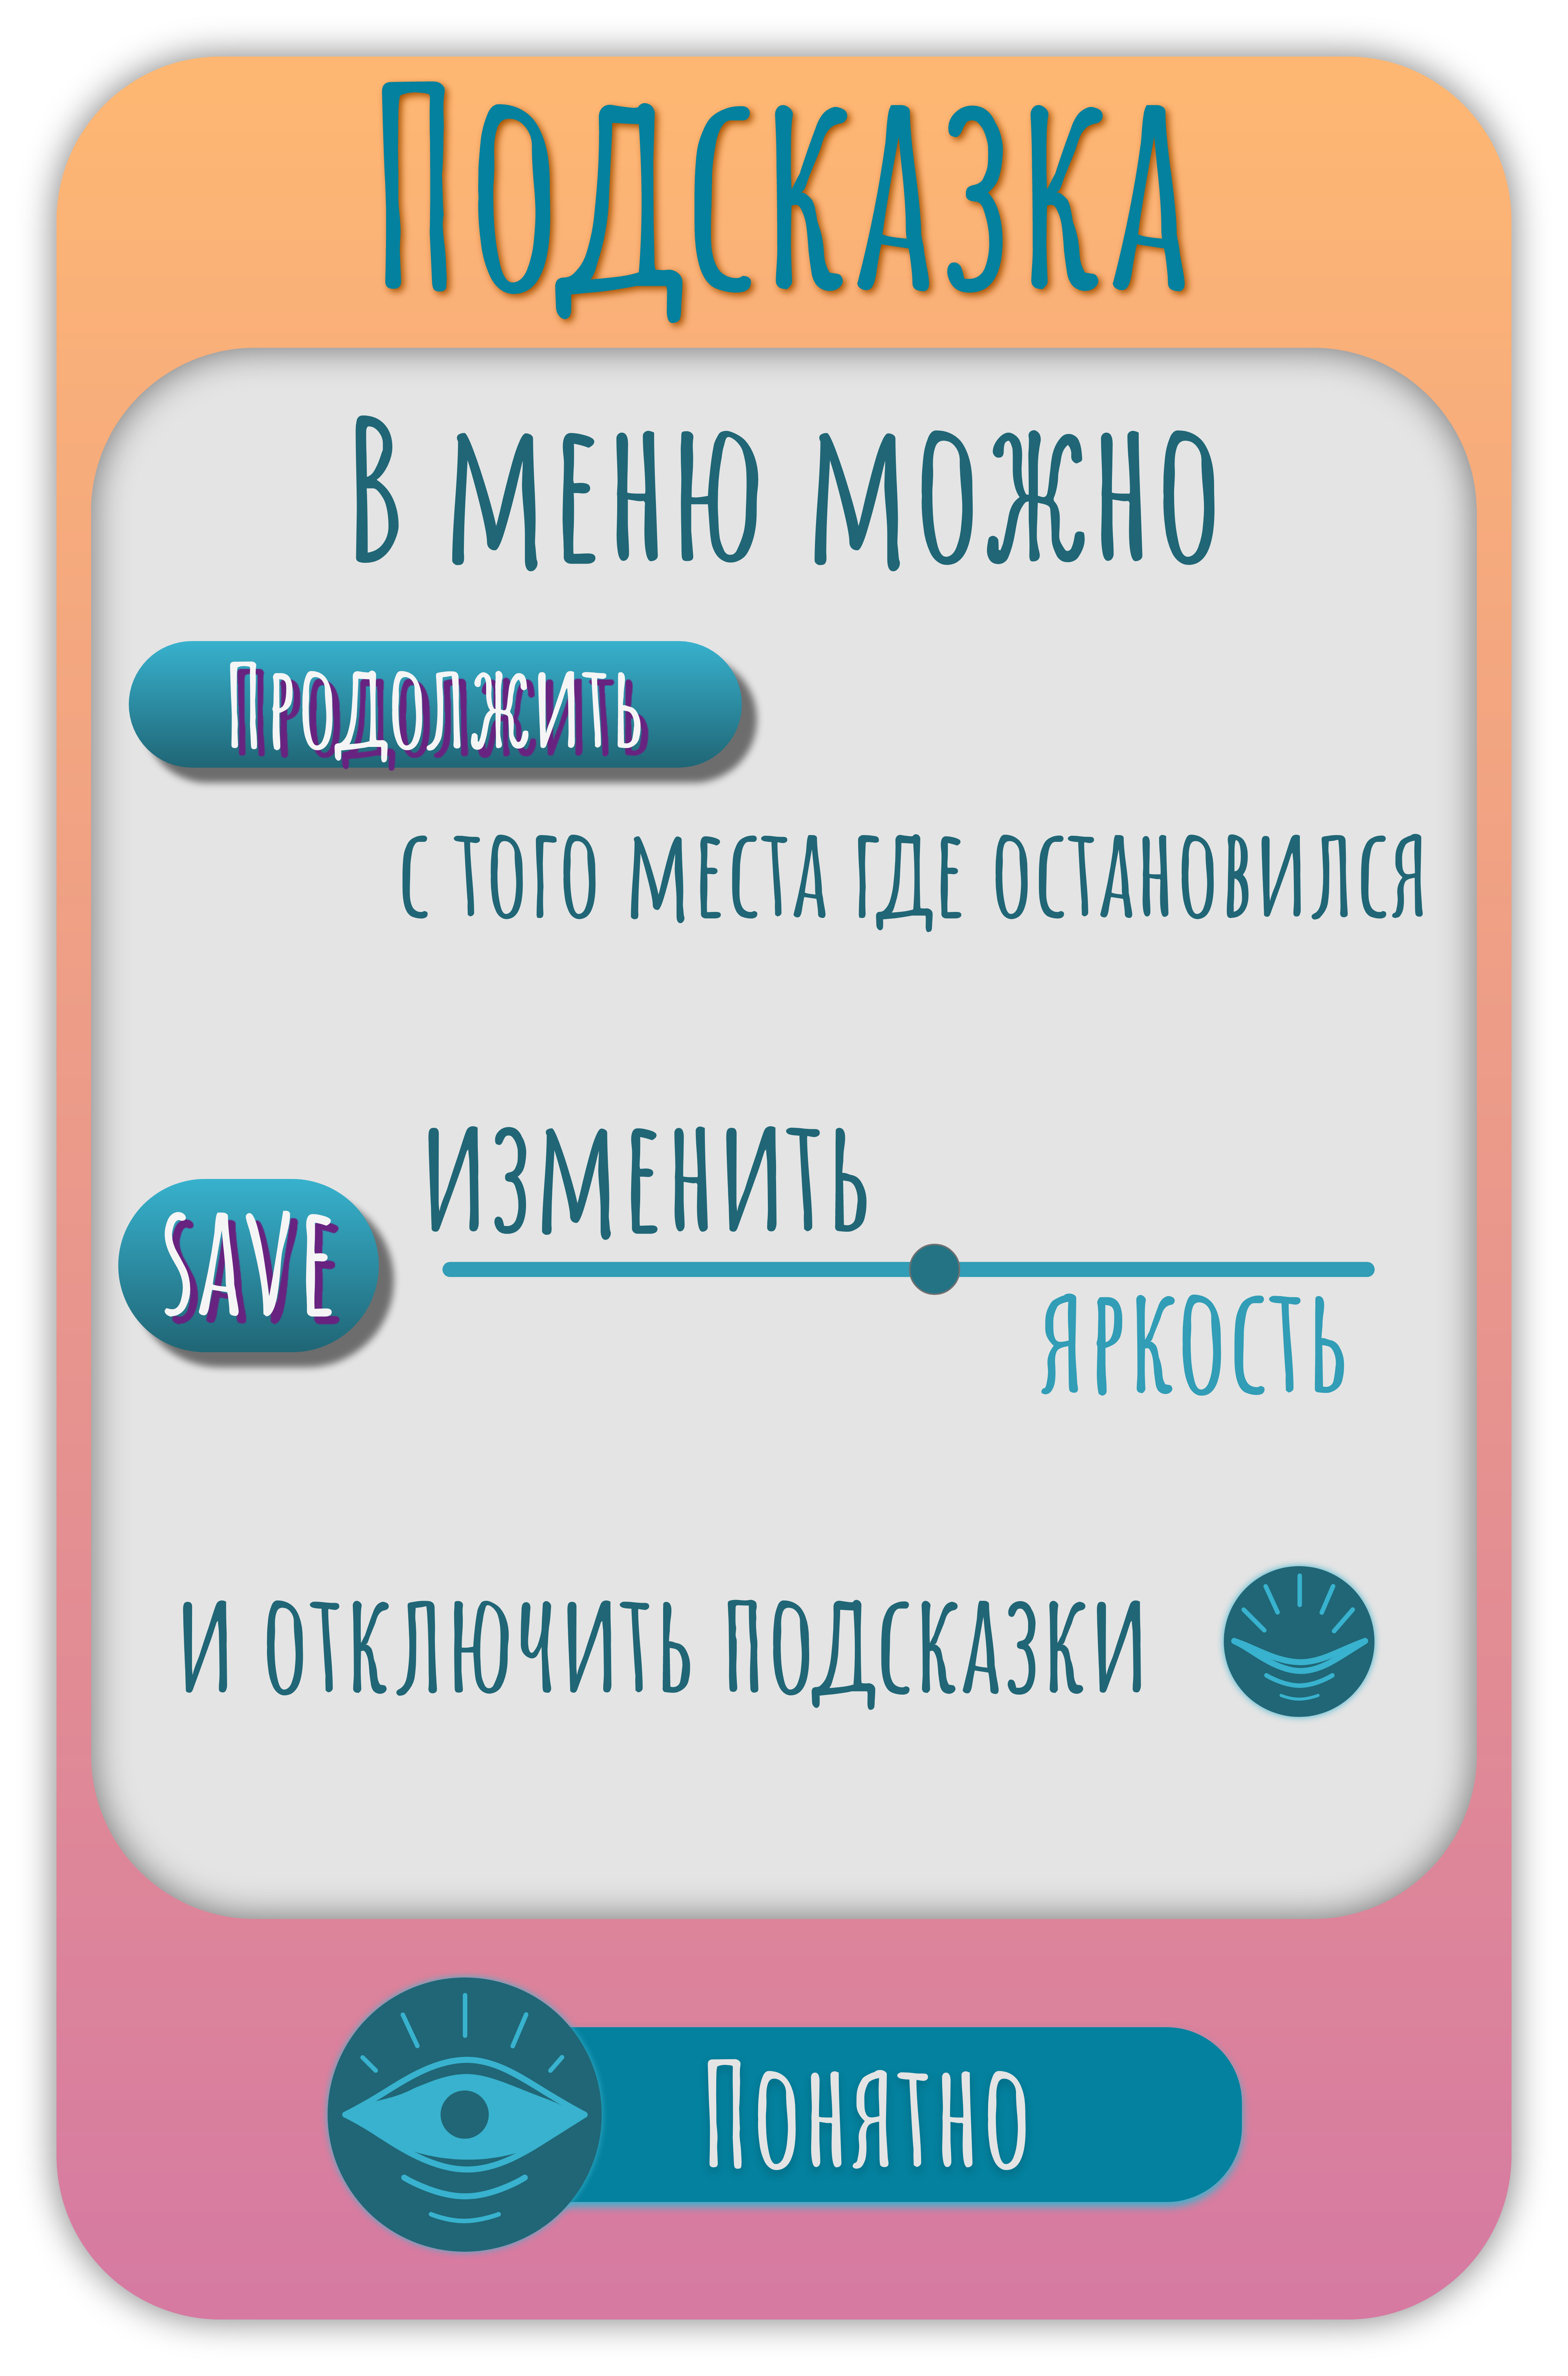 Подсказка
В меню можно
Продолжить
с того места где остановился
изменить
SAVE
яркость
и отключить подсказки
Понятно